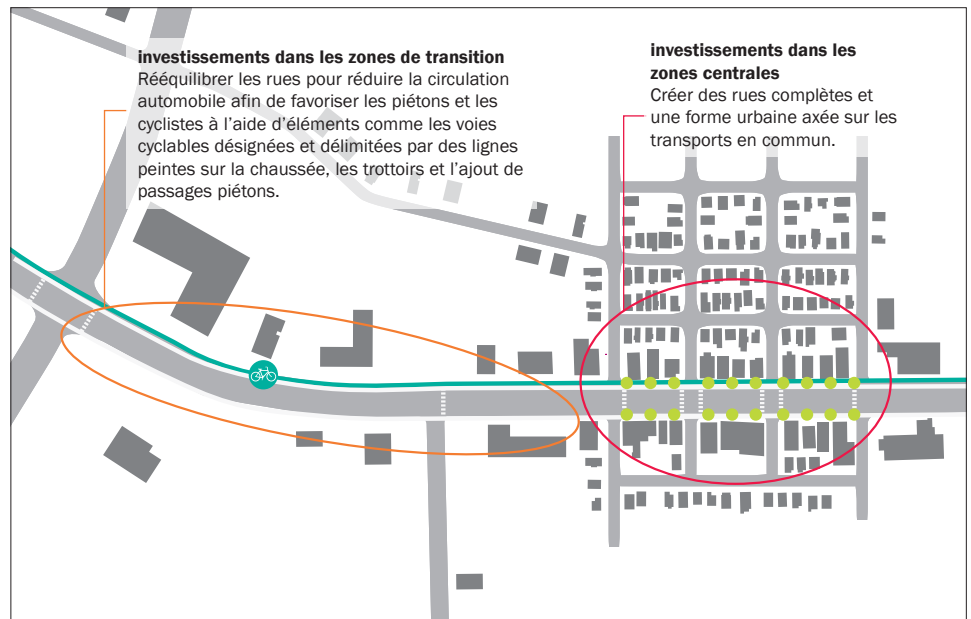 investissements dans les zones de transition
Rééquilibrer les rues pour réduire la circulation
automobile afin de favoriser les piétons et les
cyclistes à l’aide d’éléments comme les voies
cyclables désignées et délimitées par des lignes
peintes sur la chaussée, les trottoirs et l’ajout de
passages piétons.
investissements dans les
zones centrales
Créer des rues complètes et
une forme urbaine axée sur les
transports en commun.